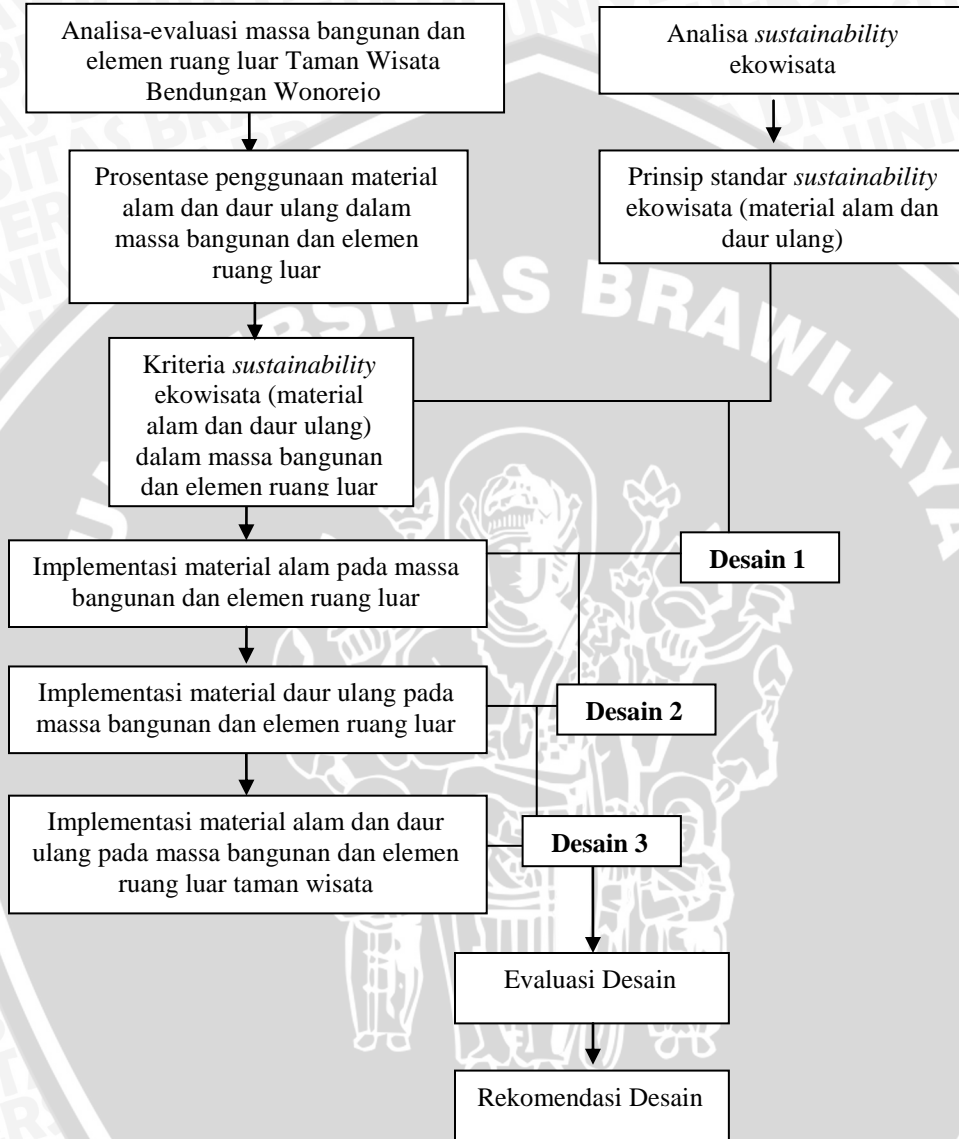 Analisa-evaluasi massa bangunan dan
elemen ruang luar Taman Wisata
Bendungan Wonorejo
Analisa sustainability
ekowisata
Prosentase penggunaan material
alam dan daur ulang dalam
massa bangunan dan elemen
ruang luar
Prinsip standar sustainability
ekowisata (material alam dan
daur ulang)
Kriteria sustainability
ekowisata (material
alam dan daur ulang)
dalam massa bangunan
dan elemen ruang luar
Implementasi material alam pada massa
bangunan dan elemen ruang luar
Desain 1
Implementasi material daur ulang pada
massa bangunan dan elemen ruang luar
Desain 2
Implementasi material alam dan daur
ulang pada massa bangunan dan elemen
ruang luar taman wisata
Desain 3
Evaluasi Desain
Rekomendasi Desain
BRAWIJAYA